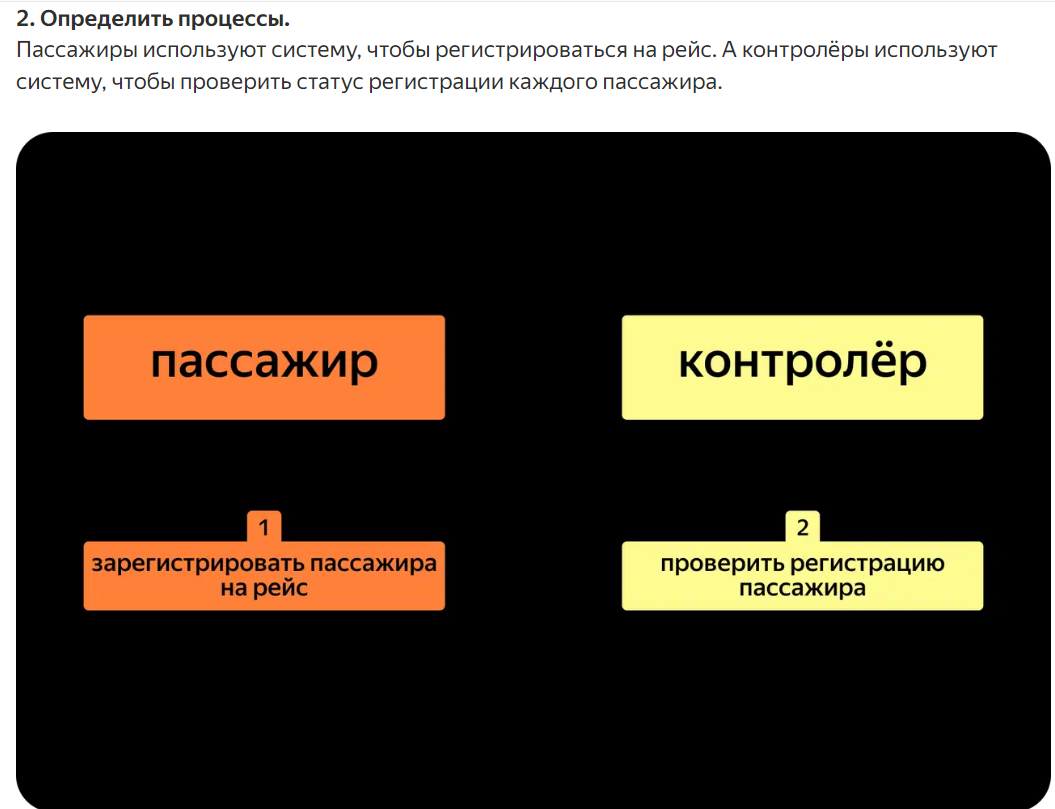 2. Определить процессы.
Пассажиры используют систему, чтобы регистрироваться на рейс. А контролёры используют
систему, чтобы проверить статус регистрации каждого пассажира.
пассажир
контролёр
1
зарегистрировать пассажира
на рейс
2
проверить регистрацию
пассажира